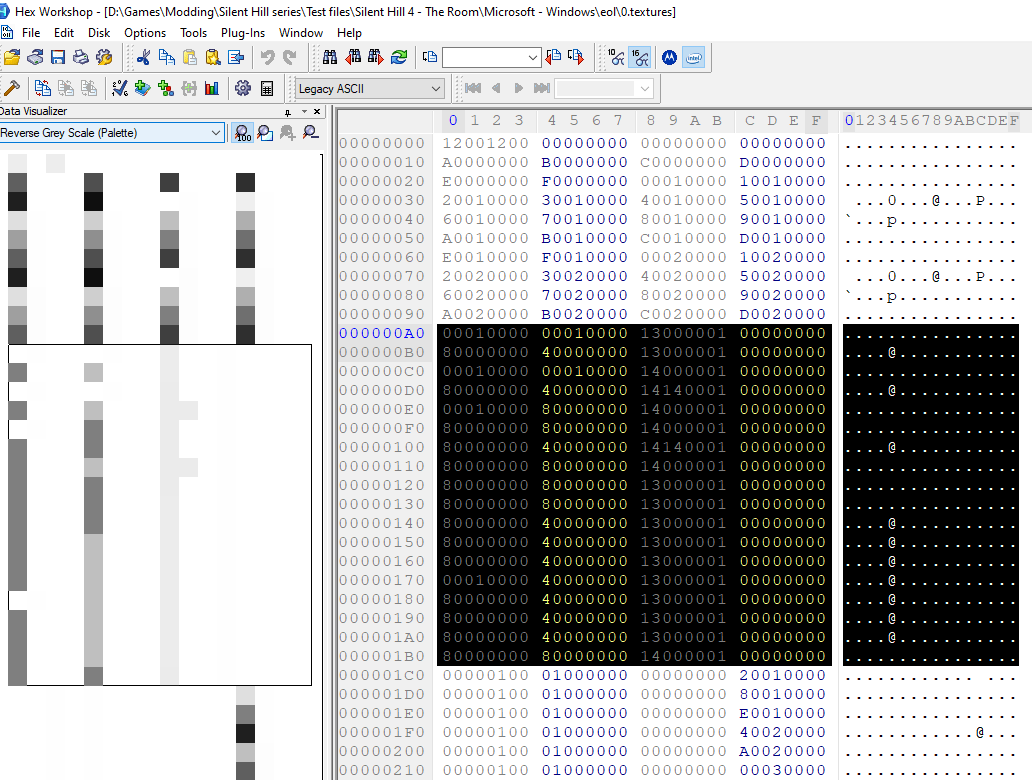 Hex Workshop - [D:\Games\Modding\Silent Hill series\Test files\Silent Hill 4 - The Room\Microsoft - Windows\eol\0.textures]
File Edit Disk Options Tools Plug-Ins Window Help
Legacy ASCII
Data Visualizer
Reverse Grey Scale (Palette)
0 1 2 3 4 5 6 7 8 9 A B C D E F 0123456789ABCDEF
00000000 12001200 00000000 00000000 00000000 ................
00000010 A0000000 B0000000 C0000000 D0000000 ................
00000020 E0000000 F0000000 00010000 10010000 ................
00000030 20010000 30010000 40010000 50010000  ...0...@...P...
00000040 60010000 70010000 80010000 90010000 `...p...........
00000050 A0010000 B0010000 C0010000 D0010000 ................
00000060 E0010000 F0010000 00020000 10020000 ................
00000070 20020000 30020000 40020000 50020000  ...0...@...P...
00000080 60020000 70020000 80020000 90020000 `...p...........
00000090 A0020000 B0020000 C0020000 D0020000 ................
000000A0 00010000 00010000 13000001 00000000 ................
000000B0 80000000 40000000 13000001 00000000 ....@...........
000000C0 00010000 00010000 14000001 00000000 ................
000000D0 80000000 40000000 14140001 00000000 ....@...........
000000E0 00010000 80000000 14000001 00000000 ................
000000F0 80000000 80000000 14000001 00000000 ................
00000100 80000000 40000000 14140001 00000000 ....@...........
00000110 80000000 80000000 14000001 00000000 ................
00000120 80000000 80000000 13000001 00000000 ................
00000130 80000000 80000000 13000001 00000000 ................
00000140 80000000 40000000 13000001 00000000 ....@...........
00000150 80000000 40000000 13000001 00000000 ....@...........
00000160 80000000 40000000 13000001 00000000 ....@...........
00000170 00010000 40000000 13000001 00000000 ....@...........
00000180 80000000 40000000 13000001 00000000 ....@...........
00000190 80000000 40000000 13000001 00000000 ....@...........
000001A0 80000000 40000000 13000001 00000000 ....@...........
000001B0 80000000 80000000 14000001 00000000 ................
000001C0 00000100 01000000 00000000 20010000 ............ ...
000001D0 00000100 01000000 00000000 80010000 ................
000001E0 00000100 01000000 00000000 E0010000 ................
000001F0 00000100 01000000 00000000 40020000 ............@...
00000200 00000100 01000000 00000000 A0020000 ................
00000210 00000100 01000000 00000000 00030000 ................